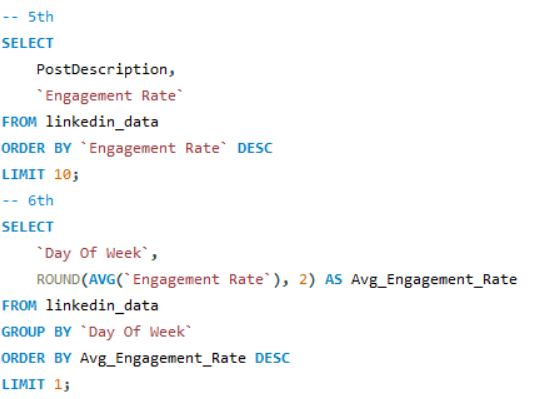 -- 5th
SELECT
    PostDescription,
    `Engagement Rate`
FROM linkedin_data
ORDER BY `Engagement Rate` DESC
LIMIT 10;
-- 6th
SELECT
    `Day Of Week`,
    ROUND(AVG(`Engagement Rate`), 2) AS Avg_Engagement_Rate
FROM linkedin_data
GROUP BY `Day Of Week`
ORDER BY Avg_Engagement_Rate DESC
LIMIT 1;